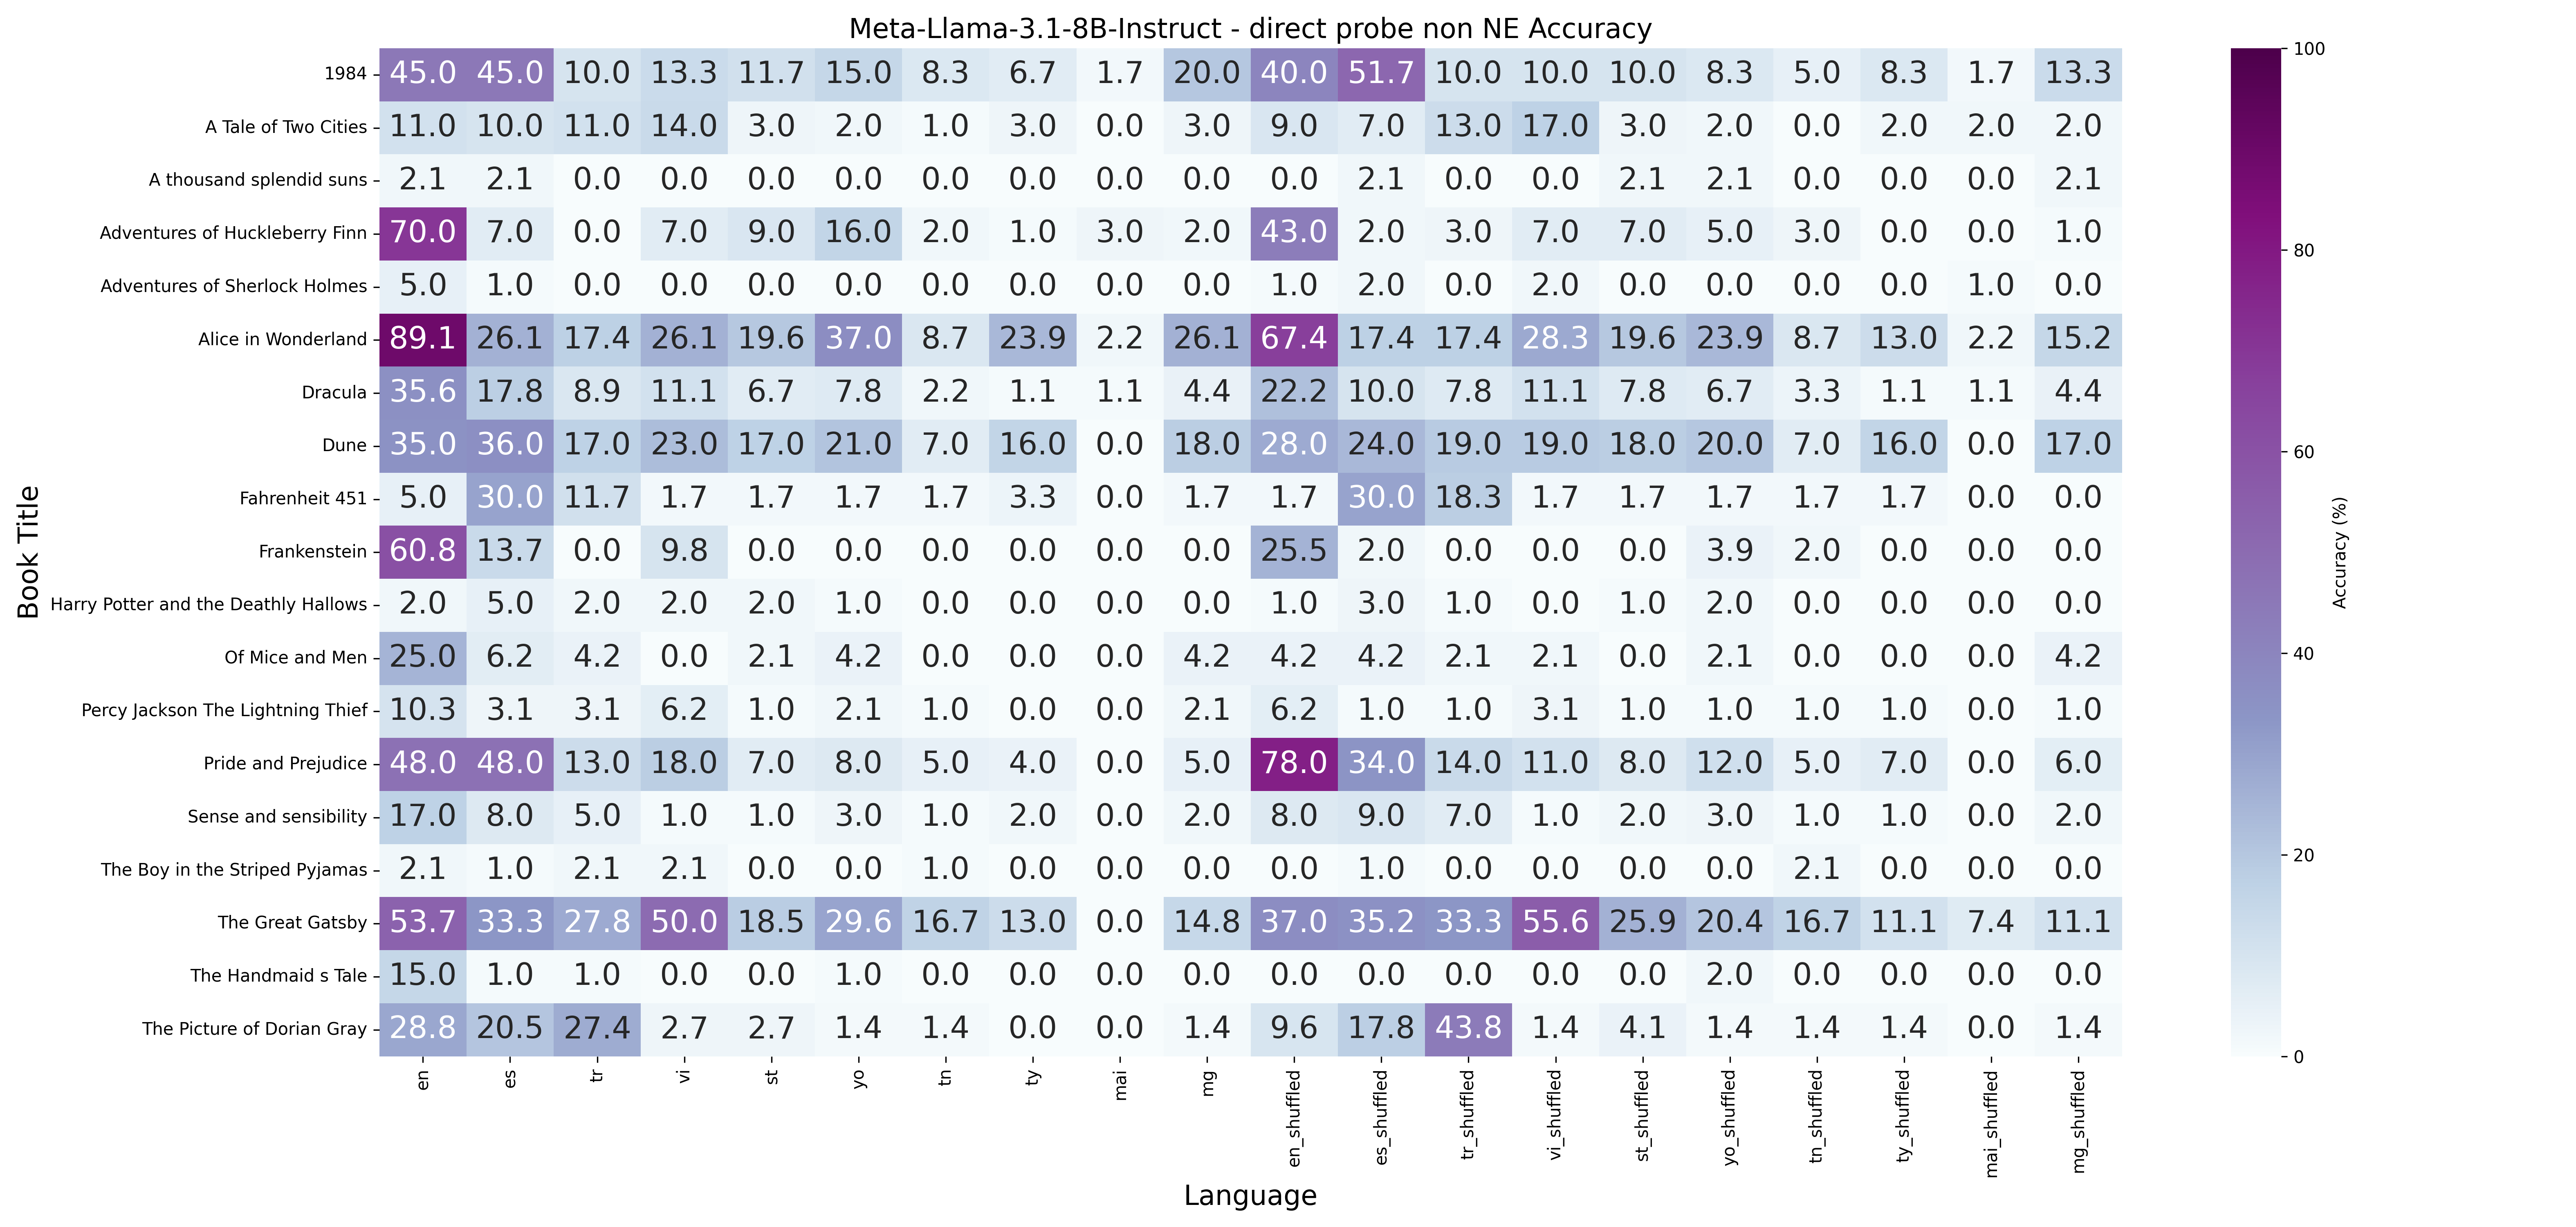 Meta-Llama-3.1-8B-Instruct - direct probe non NE Accuracy
1984 45.0 45.0 10.0 13.3 11.7 15.0 8.3 6.7 1.7 20.0 40.0 51.7 10.0 10.0 10.0 8.3 5.0 8.3 1.7 13.3
A Tale of Two Cities 11.0 10.0 11.0 14.0 3.0 2.0 1.0 3.0 0.0 3.0 9.0 7.0 13.0 17.0 3.0 2.0 0.0 2.0 2.0 2.0
A thousand splendid suns 2.1 2.1 0.0 0.0 0.0 0.0 0.0 0.0 0.0 0.0 0.0 2.1 0.0 0.0 2.1 2.1 0.0 0.0 0.0 2.1
Adventures of Huckleberry Finn 70.0 7.0 0.0 7.0 9.0 16.0 2.0 1.0 3.0 2.0 43.0 2.0 3.0 7.0 7.0 5.0 3.0 0.0 0.0 1.0
Adventures of Sherlock Holmes 5.0 1.0 0.0 0.0 0.0 0.0 0.0 0.0 0.0 0.0 1.0 2.0 0.0 2.0 0.0 0.0 0.0 0.0 1.0 0.0
Alice in Wonderland 89.1 26.1 17.4 26.1 19.6 37.0 8.7 23.9 2.2 26.1 67.4 17.4 17.4 28.3 19.6 23.9 8.7 13.0 2.2 15.2
Dracula 35.6 17.8 8.9 11.1 6.7 7.8 2.2 1.1 1.1 4.4 22.2 10.0 7.8 11.1 7.8 6.7 3.3 1.1 1.1 4.4
Dune 35.0 36.0 17.0 23.0 17.0 21.0 7.0 16.0 0.0 18.0 28.0 24.0 19.0 19.0 18.0 20.0 7.0 16.0 0.0 17.0
Fahrenheit 451 5.0 30.0 11.7 1.7 1.7 1.7 1.7 3.3 0.0 1.7 1.7 30.0 18.3 1.7 1.7 1.7 1.7 1.7 0.0 0.0
Frankenstein 60.8 13.7 0.0 9.8 0.0 0.0 0.0 0.0 0.0 0.0 25.5 2.0 0.0 0.0 0.0 3.9 2.0 0.0 0.0 0.0
Harry Potter and the Deathly Hallows 2.0 5.0 2.0 2.0 2.0 1.0 0.0 0.0 0.0 0.0 1.0 3.0 1.0 0.0 1.0 2.0 0.0 0.0 0.0 0.0
Of Mice and Men 25.0 6.2 4.2 0.0 2.1 4.2 0.0 0.0 0.0 4.2 4.2 4.2 2.1 2.1 0.0 2.1 0.0 0.0 0.0 4.2
Percy Jackson The Lightning Thief 10.3 3.1 3.1 6.2 1.0 2.1 1.0 0.0 0.0 2.1 6.2 1.0 1.0 3.1 1.0 1.0 1.0 1.0 0.0 1.0
Pride and Prejudice 48.0 48.0 13.0 18.0 7.0 8.0 5.0 4.0 0.0 5.0 78.0 34.0 14.0 11.0 8.0 12.0 5.0 7.0 0.0 6.0
Sense and sensibility 17.0 8.0 5.0 1.0 1.0 3.0 1.0 2.0 0.0 2.0 8.0 9.0 7.0 1.0 2.0 3.0 1.0 1.0 0.0 2.0
The Boy in the Striped Pyjamas 2.1 1.0 2.1 2.1 0.0 0.0 1.0 0.0 0.0 0.0 0.0 1.0 0.0 0.0 0.0 0.0 2.1 0.0 0.0 0.0
The Great Gatsby 53.7 33.3 27.8 50.0 18.5 29.6 16.7 13.0 0.0 14.8 37.0 35.2 33.3 55.6 25.9 20.4 16.7 11.1 7.4 11.1
The Handmaid s Tale 15.0 1.0 1.0 0.0 0.0 1.0 0.0 0.0 0.0 0.0 0.0 0.0 0.0 0.0 0.0 2.0 0.0 0.0 0.0 0.0
The Picture of Dorian Gray 28.8 20.5 27.4 2.7 2.7 1.4 1.4 0.0 0.0 1.4 9.6 17.8 43.8 1.4 4.1 1.4 1.4 1.4 0.0 1.4
en es tr vi st yo tn ty mai mg en_shuffled es_shuffled tr_shuffled vi_shuffled st_shuffled yo_shuffled tn_shuffled ty_shuffled mai_shuffled mg_shuffled
Language
Book Title
100
80
60
40
20
0
Accuracy (%)